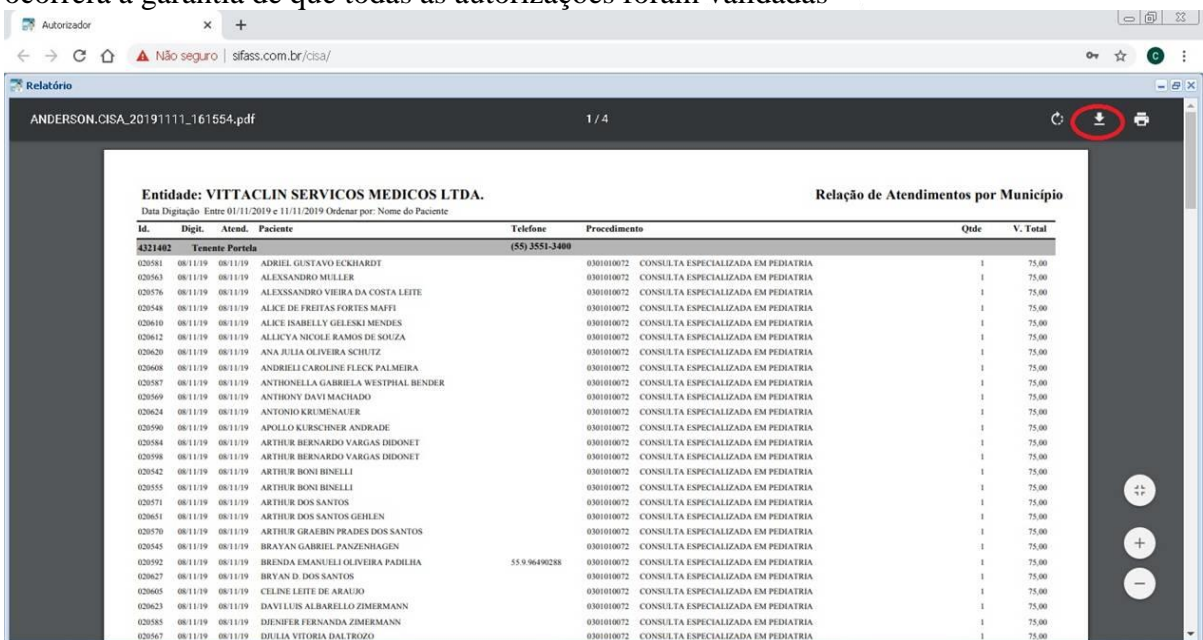 ocorrerá a garantia de que todas as autorizações foram validadas
Autorizador
Não seguro | sifass.com.br/cisa/
C
Relatório
ANDERSON.CISA_20191111_161554.pdf 1 / 4
Entidade: VITTACLIN SERVICOS MEDICOS LTDA. Relação de Atendimentos por Município
Data Digitação Entre 01/11/2019 e 11/11/2019 Ordenar por: Nome do Paciente
Id. Digit. Atend. Paciente Telefone Procedimento Qtde V. Total
4321402 Tenente Portela (55) 3551-3400
020581 08/11/19 08/11/19 ADRIEL GUSTAVO ECKHARDT 0301010072 CONSULTA ESPECIALIZADA EM PEDIATRIA 1 75,00
020563 08/11/19 08/11/19 ALEXSANDRO MULLER 0301010072 CONSULTA ESPECIALIZADA EM PEDIATRIA 1 75,00
020576 08/11/19 08/11/19 ALEXSSANDRO VIEIRA DA COSTA LEITE 0301010072 CONSULTA ESPECIALIZADA EM PEDIATRIA 1 75,00
020548 08/11/19 08/11/19 ALICE DE FREITAS FORTES MAFFI 0301010072 CONSULTA ESPECIALIZADA EM PEDIATRIA 1 75,00
020610 08/11/19 08/11/19 ALICE ISABELLY GELESKI MENDES 0301010072 CONSULTA ESPECIALIZADA EM PEDIATRIA 1 75,00
020612 08/11/19 08/11/19 ALLICYA NICOLE RAMOS DE SOUZA 0301010072 CONSULTA ESPECIALIZADA EM PEDIATRIA 1 75,00
020620 08/11/19 08/11/19 ANA JULIA OLIVEIRA SCHUTZ 0301010072 CONSULTA ESPECIALIZADA EM PEDIATRIA 1 75,00
020608 08/11/19 08/11/19 ANDRIELI CAROLINE FLECK PALMEIRA 0301010072 CONSULTA ESPECIALIZADA EM PEDIATRIA 1 75,00
020587 08/11/19 08/11/19 ANTHONELLA GABRIELA WESTPHAL BENDER 0301010072 CONSULTA ESPECIALIZADA EM PEDIATRIA 1 75,00
020569 08/11/19 08/11/19 ANTHONY DAVI MACHADO 0301010072 CONSULTA ESPECIALIZADA EM PEDIATRIA 1 75,00
020624 08/11/19 08/11/19 ANTONIO KRUMENAUER 0301010072 CONSULTA ESPECIALIZADA EM PEDIATRIA 1 75,00
020590 08/11/19 08/11/19 APOLLO KURSCHNER ANDRADE 0301010072 CONSULTA ESPECIALIZADA EM PEDIATRIA 1 75,00
020584 08/11/19 08/11/19 ARTHUR BERNARDO VARGAS DIDONET 0301010072 CONSULTA ESPECIALIZADA EM PEDIATRIA 1 75,00
020598 08/11/19 08/11/19 ARTHUR BERNARDO VARGAS DIDONET 0301010072 CONSULTA ESPECIALIZADA EM PEDIATRIA 1 75,00
020542 08/11/19 08/11/19 ARTHUR BONI BINELLI 0301010072 CONSULTA ESPECIALIZADA EM PEDIATRIA 1 75,00
020555 08/11/19 08/11/19 ARTHUR BONI BINELLI 0301010072 CONSULTA ESPECIALIZADA EM PEDIATRIA 1 75,00
020571 08/11/19 08/11/19 ARTHUR DOS SANTOS 0301010072 CONSULTA ESPECIALIZADA EM PEDIATRIA 1 75,00
020651 08/11/19 08/11/19 ARTHUR DOS SANTOS GEHLEN 0301010072 CONSULTA ESPECIALIZADA EM PEDIATRIA 1 75,00
020570 08/11/19 08/11/19 ARTHUR GRAEBIN PRADES DOS SANTOS 0301010072 CONSULTA ESPECIALIZADA EM PEDIATRIA 1 75,00
020545 08/11/19 08/11/19 BRAYAN GABRIEL PANZENHAGEN 0301010072 CONSULTA ESPECIALIZADA EM PEDIATRIA 1 75,00
020592 08/11/19 08/11/19 BRENDA EMANUELI OLIVEIRA PADILHA 55.9.96490288 0301010072 CONSULTA ESPECIALIZADA EM PEDIATRIA 1 75,00
020627 08/11/19 08/11/19 BRYAN D. DOS SANTOS 0301010072 CONSULTA ESPECIALIZADA EM PEDIATRIA 1 75,00
020605 08/11/19 08/11/19 CELINE LEITE DE ARAUJO 0301010072 CONSULTA ESPECIALIZADA EM PEDIATRIA 1 75,00
020623 08/11/19 08/11/19 DAVI LUIS ALBARELLO ZIMERMANN 0301010072 CONSULTA ESPECIALIZADA EM PEDIATRIA 1 75,00
020585 08/11/19 08/11/19 DJENIFER FERNANDA ZIMERMANN 0301010072 CONSULTA ESPECIALIZADA EM PEDIATRIA 1 75,00
020567 08/11/19 08/11/19 DJULIA VITORIA DALTROZO 0301010072 CONSULTA ESPECIALIZADA EM PEDIATRIA 1 75,00